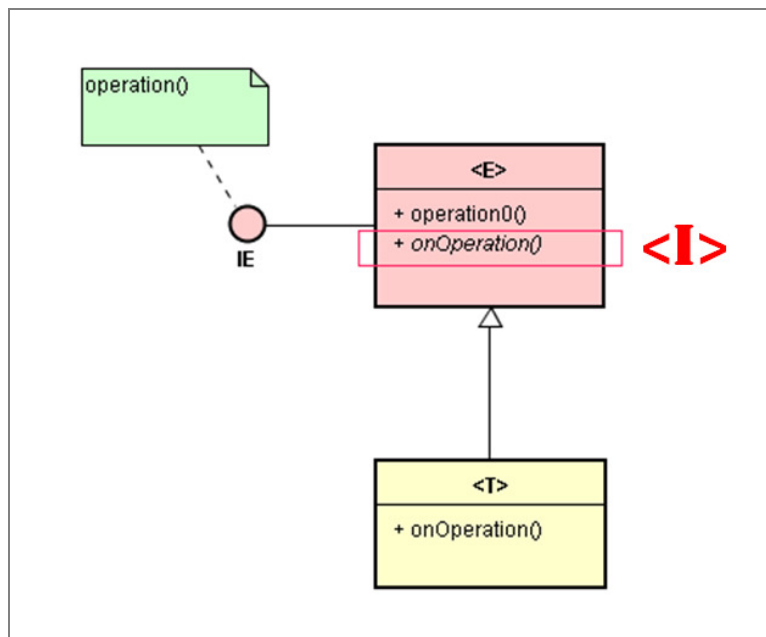 operation()
<E>
+ operation0()
+ onOperation()
<I>
IE
<T>
+ onOperation()